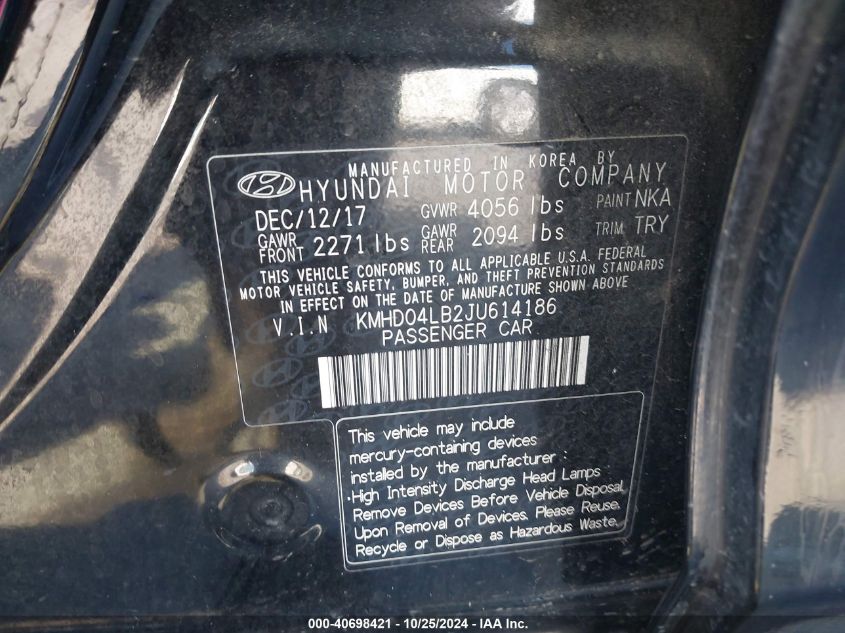 MANUFACTURED IN KOREA BY
HYUNDAI MOTOR COMPANY
DEC/12/17 GVWR 4056 lbs PAINT NKA
GAWR FRONT 2271 lbs GAWR REAR 2094 lbs TRIM TRY
THIS VEHICLE CONFORMS TO ALL APPLICABLE U.S.A. FEDERAL
MOTOR VEHICLE SAFETY, BUMPER, AND THEFT PREVENTION STANDARDS
IN EFFECT ON THE DATE OF MANUFACTURE SHOWN ABOVE
V.I.N KMHD04LB2JU614186
PASSENGER CAR
This vehicle may include
mercury-containing devices
installed by the manufacturer :
·High Intensity Discharge Head Lamps
Remove Devices Before Vehicle Disposal.
Upon Removal of Devices, Please Reuse,
Recycle or Dispose as Hazardous Waste.
000-40698421 - 10/25/2024 - IAA Inc.